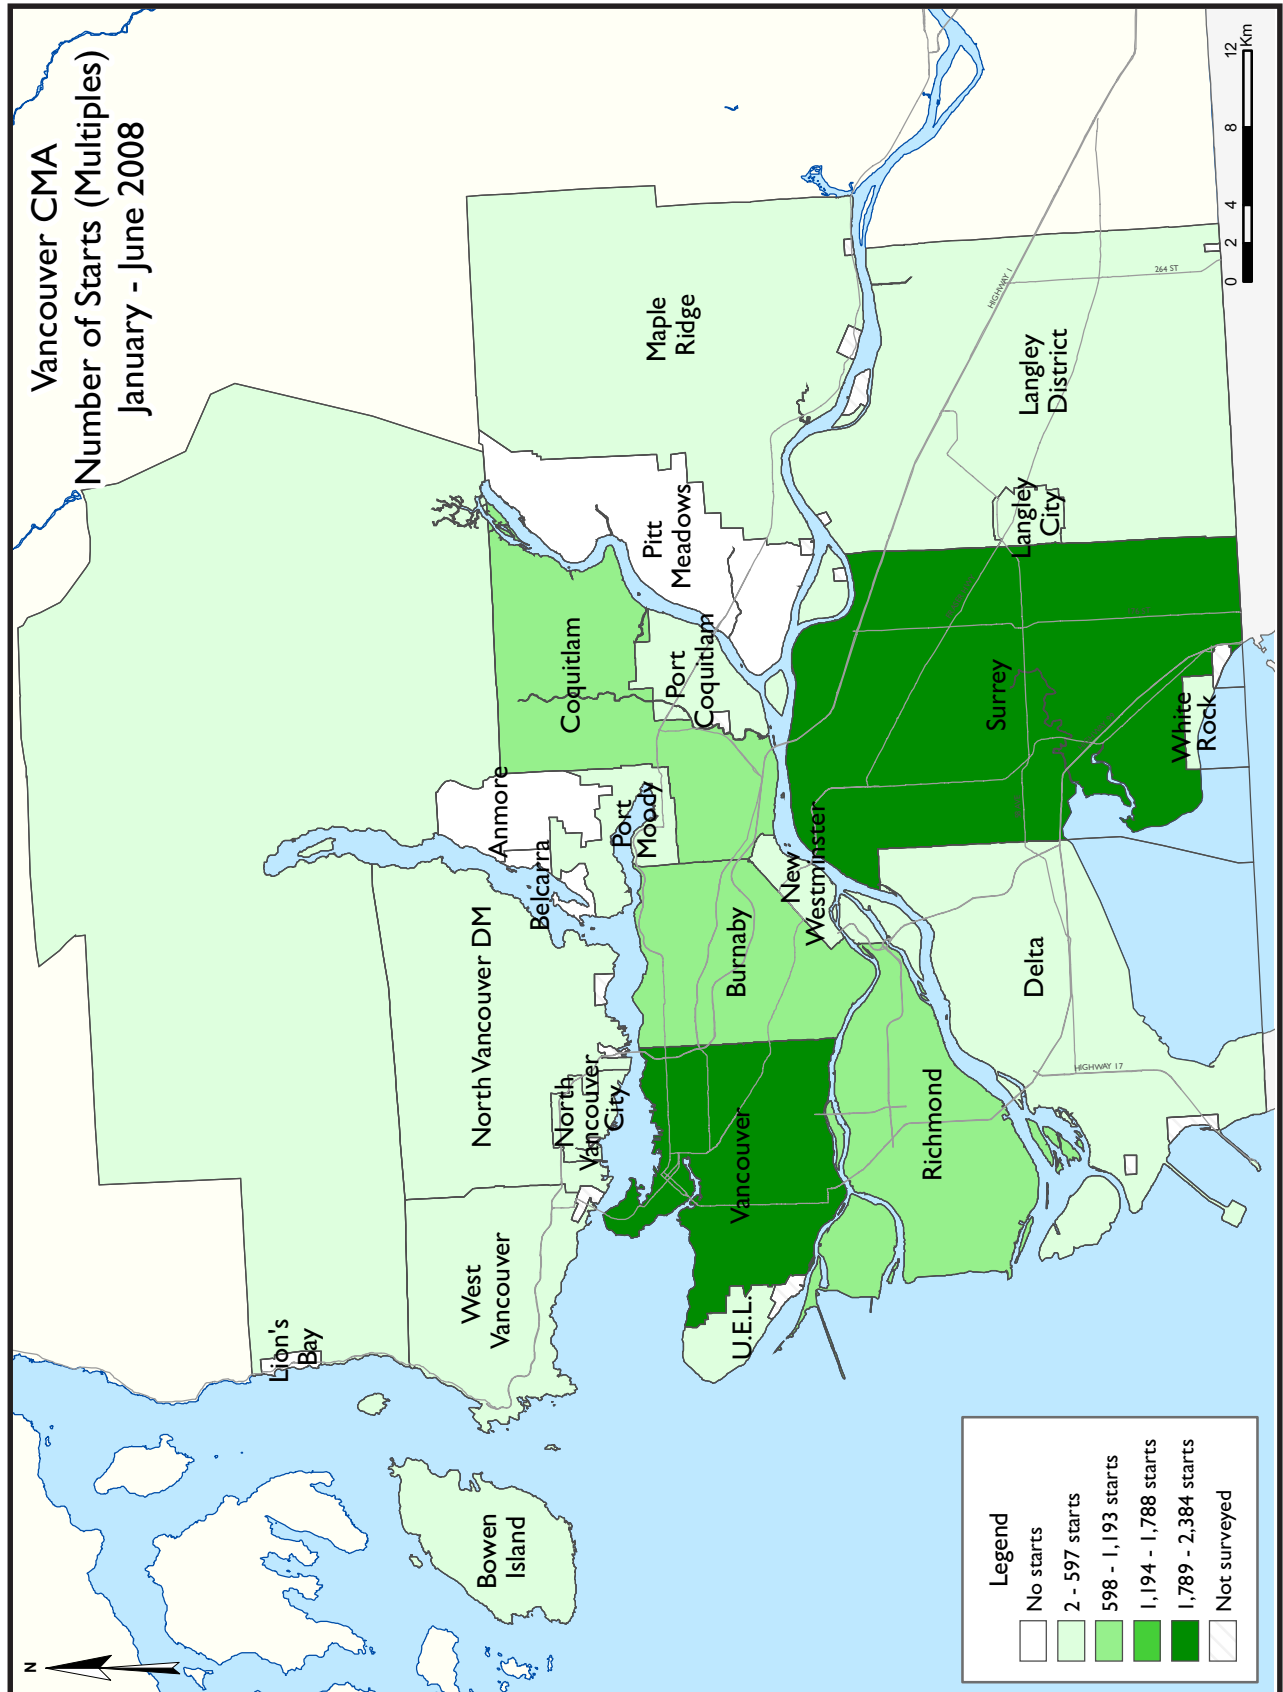 Vancouver CMA
Number of Starts (Multiples)
January - June 2008
N
Lion's
Bay
Bowen
Island
West
Vancouver
North Vancouver DM
North
Vancouver
City
Belcarra
Anmore
Port
Moody
Coquitlam
Port
Coquitlam
Pitt
Meadows
Maple
Ridge
U.E.L.
Vancouver
Burnaby
New
Westminster
Richmond
Delta
Surrey
White
Rock
Langley
City
Langley
District
HIGHWAY 1
264 ST
HIGHWAY 17
Legend
No starts
2 - 597 starts
598 - 1,193 starts
1,194 - 1,788 starts
1,789 - 2,384 starts
Not surveyed
0 2 4 8 12
Km